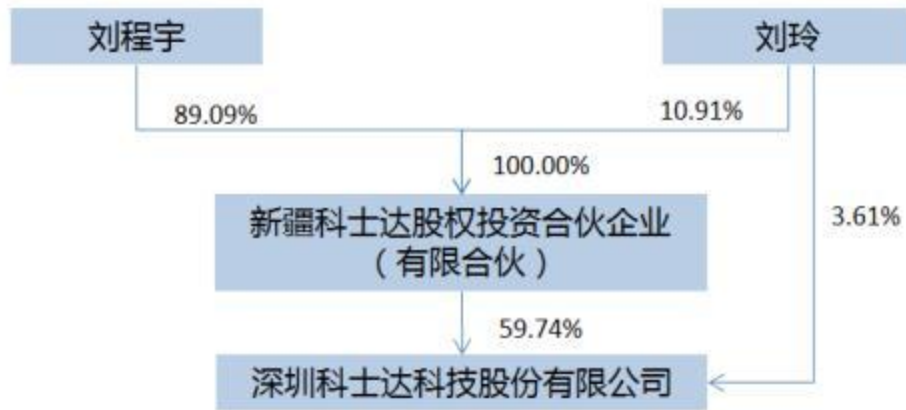 刘程宇
刘玲
89.09%
10.91%
100.00%
新疆科士达股权投资合伙企业
（有限合伙）
3.61%
59.74%
深圳科士达科技股份有限公司